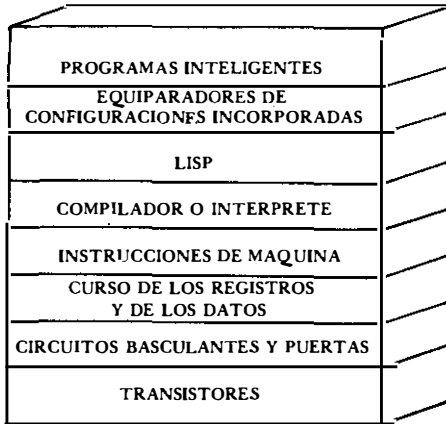 PROGRAMAS INTELIGENTES
EQUIPARADORES DE
CONFIGURACIONES INCORPORADAS
LISP
COMPILADOR O INTERPRETE
INSTRUCCIONES DE MAQUINA
CURSO DE LOS REGISTROS
Y DE LOS DATOS
CIRCUITOS BASCULANTES Y PUERTAS
TRANSISTORES